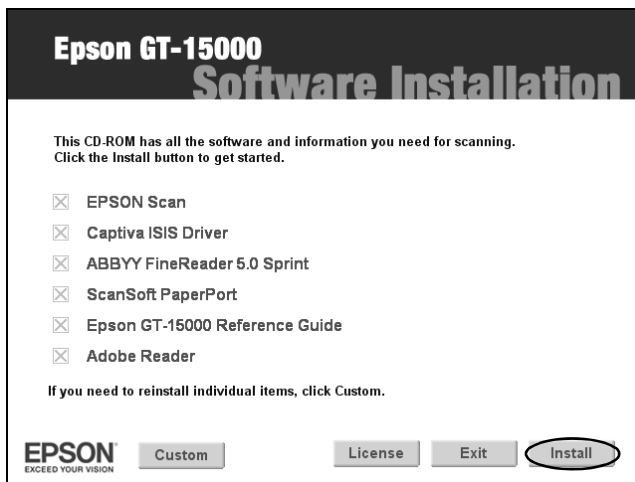 Epson GT-15000
Software Installation
This CD-ROM has all the software and information you need for scanning.
Click the Install button to get started.
EPSON Scan
Captiva ISIS Driver
ABBYY FineReader 5.0 Sprint
ScanSoft PaperPort
Epson GT-15000 Reference Guide
Adobe Reader
If you need to reinstall individual items, click Custom.
EPSON
EXCEED YOUR VISION
Custom
License
Exit
Install